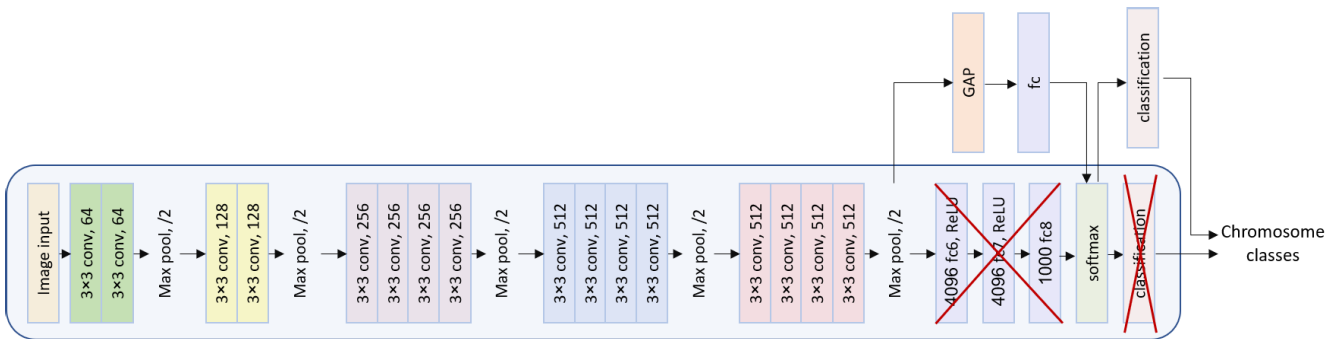 GAP
fc
classification
Image input
3×3 conv, 64
3×3 conv, 64
Max pool, /2
3×3 conv, 128
3×3 conv, 128
Max pool, /2
3×3 conv, 256
3×3 conv, 256
3×3 conv, 256
3×3 conv, 256
Max pool, /2
3×3 conv, 512
3×3 conv, 512
3×3 conv, 512
3×3 conv, 512
Max pool, /2
3×3 conv, 512
3×3 conv, 512
3×3 conv, 512
3×3 conv, 512
Max pool, /2
4096 fc6, ReLU
4096 fc7, ReLU
1000 fc8
softmax
classification
Chromosome
classes